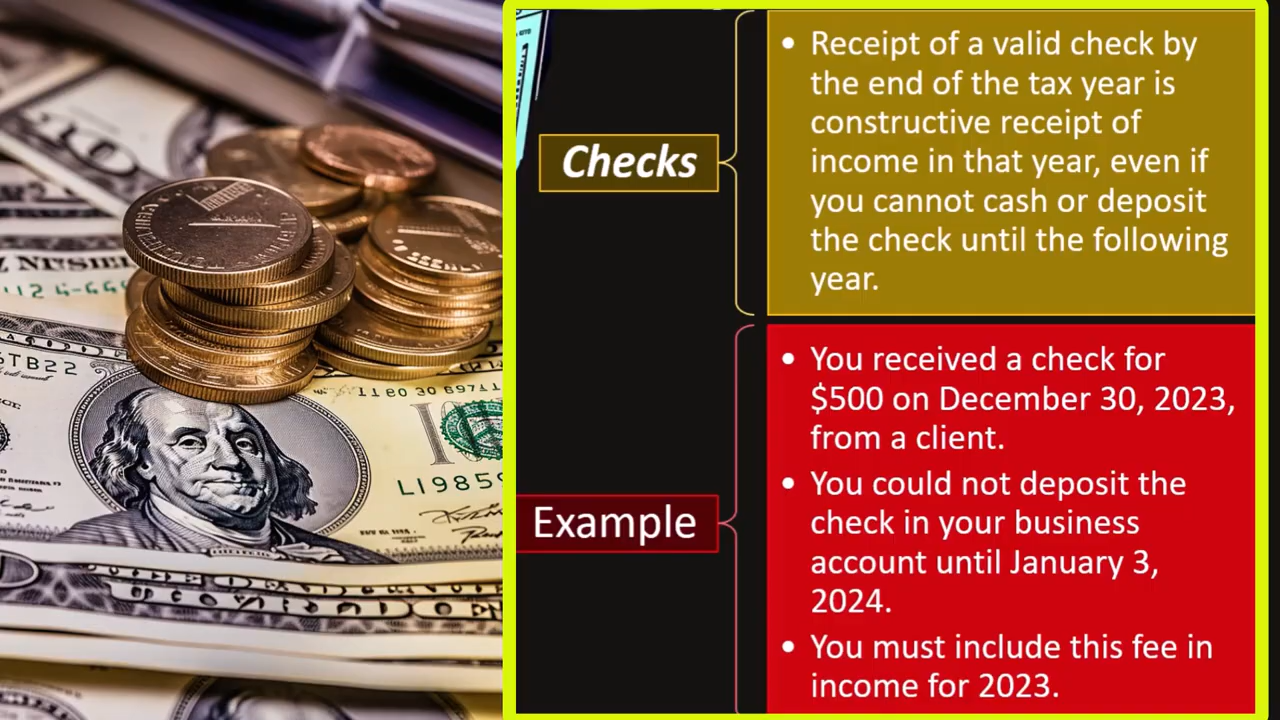 Checks
• Receipt of a valid check by
the end of the tax year is
constructive receipt of
income in that year, even if
you cannot cash or deposit
the check until the following
year.
Example
• You received a check for
$500 on December 30, 2023,
from a client.
• You could not deposit the
check in your business
account until January 3,
2024.
• You must include this fee in
income for 2023.